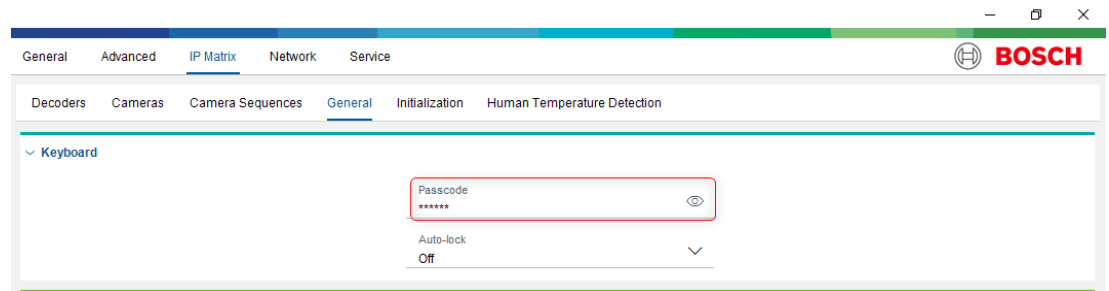 General Advanced IP Matrix Network Service BOSCH
Decoders Cameras Camera Sequences General Initialization Human Temperature Detection
Keyboard
Passcode
******
Auto-lock
Off